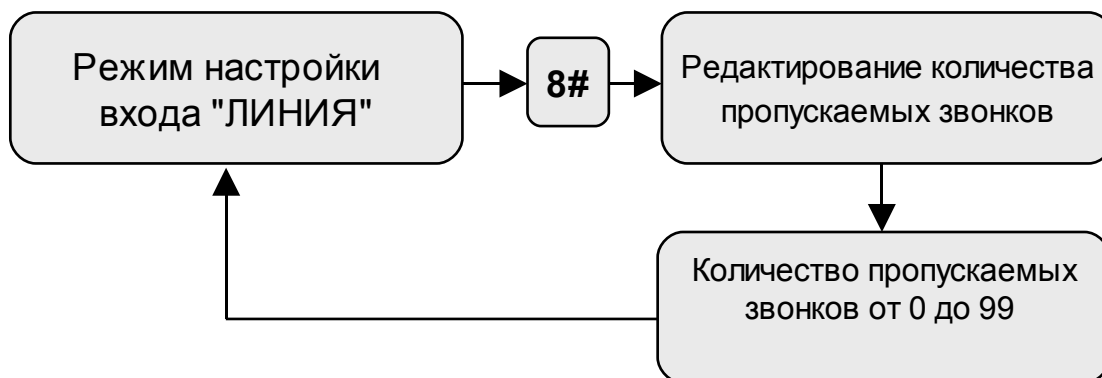 Режим настройки
входа "ЛИНИЯ"
8#
Редактирование количества
пропускаемых звонков
Количество пропускаемых
звонков от 0 до 99